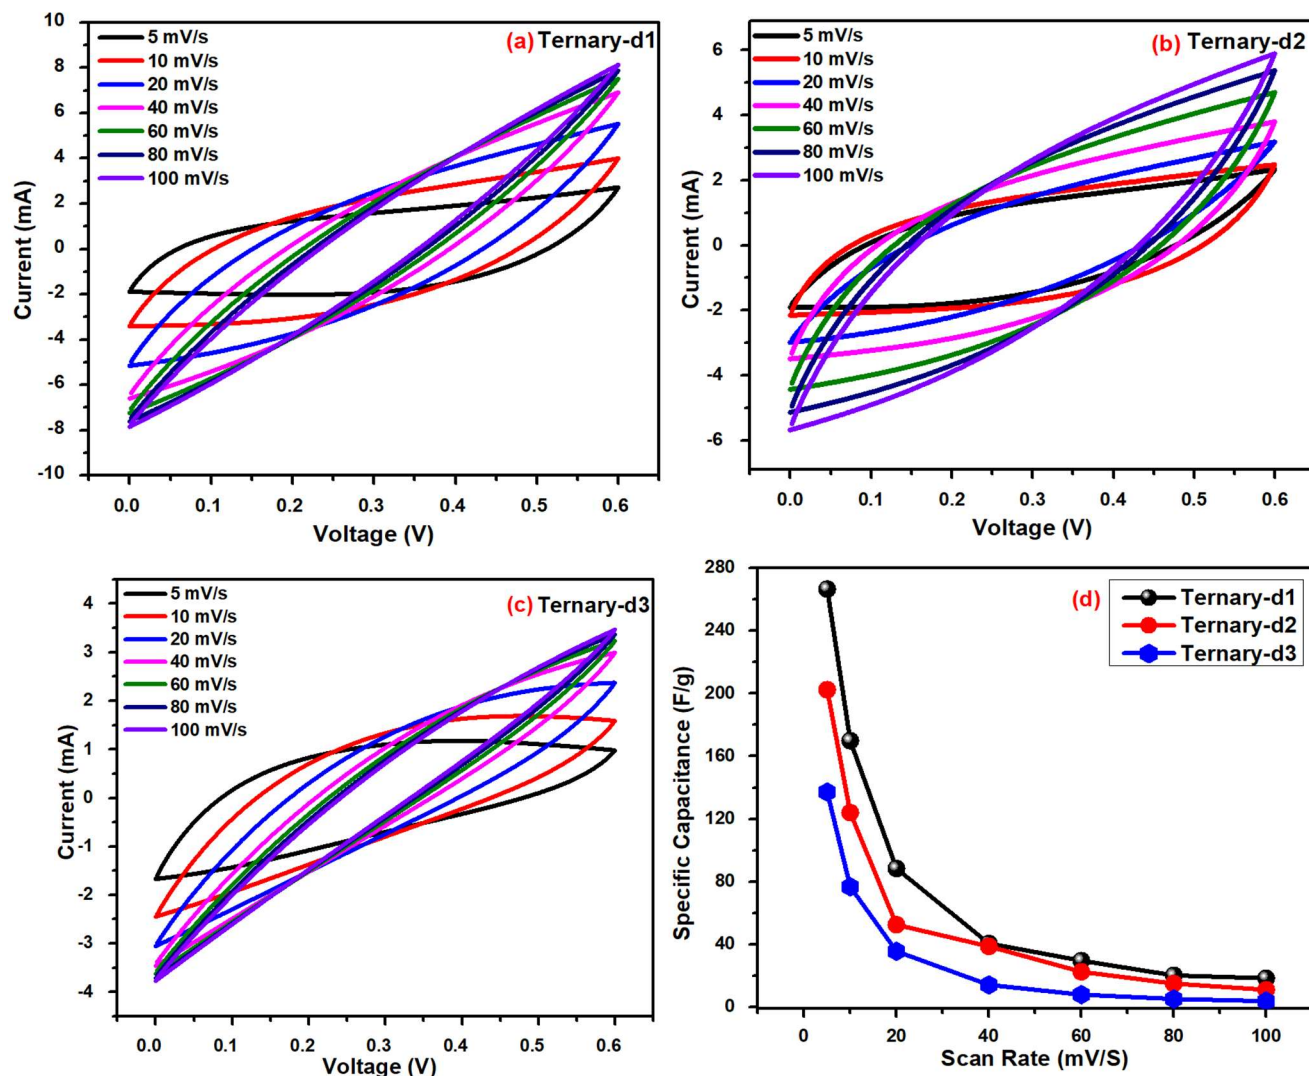 (a) Ternary-d1
5 mV/s
10 mV/s
20 mV/s
40 mV/s
60 mV/s
80 mV/s
100 mV/s
10
8
6
4
2
0
-2
-4
-6
-8
-10
Current (mA)
0.0 0.1 0.2 0.3 0.4 0.5 0.6
Voltage (V)
(b) Ternary-d2
5 mV/s
10 mV/s
20 mV/s
40 mV/s
60 mV/s
80 mV/s
100 mV/s
6
4
2
0
-2
-4
-6
Current (mA)
0.0 0.1 0.2 0.3 0.4 0.5 0.6
Voltage (V)
(c) Ternary-d3
5 mV/s
10 mV/s
20 mV/s
40 mV/s
60 mV/s
80 mV/s
100 mV/s
4
3
2
1
0
-1
-2
-3
-4
Current (mA)
0.0 0.1 0.2 0.3 0.4 0.5 0.6
Voltage (V)
(d)
Ternary-d1
Ternary-d2
Ternary-d3
280
240
200
160
120
80
40
0
Specific Capacitance (F/g)
0 20 40 60 80 100
Scan Rate (mV/S)